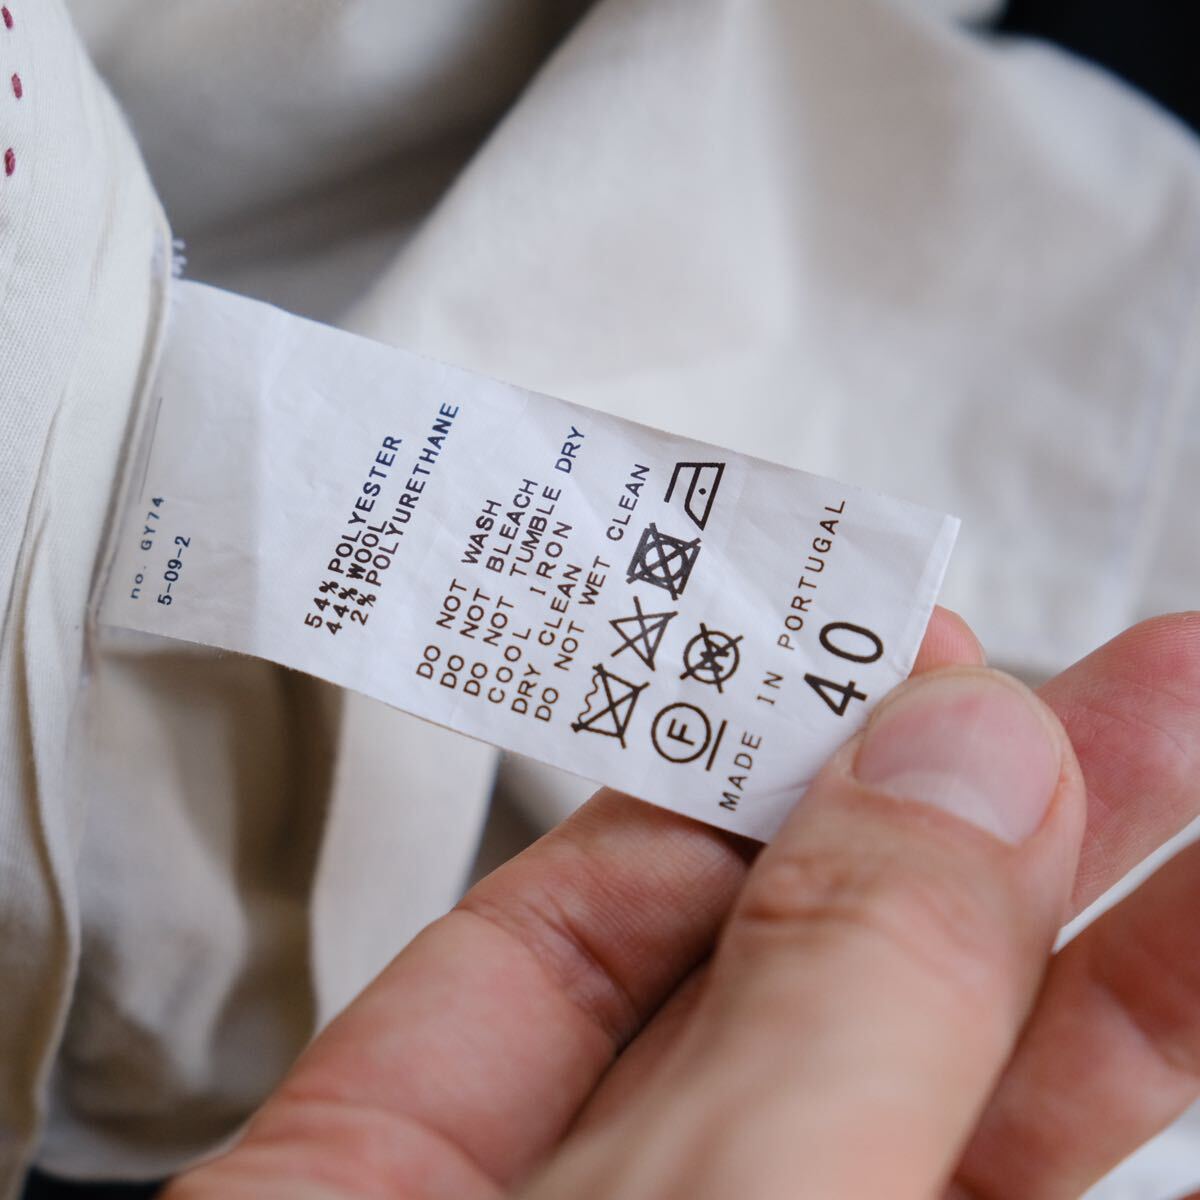 no. GY74
5-09-2
54% POLYESTER
44% WOOL
2% POLYURETHANE
DO NOT WASH
DO NOT BLEACH
DO NOT TUMBLE DRY
COOL IRON
DRY CLEAN
DO NOT WET CLEAN
W
F
MADE IN PORTUGAL
40